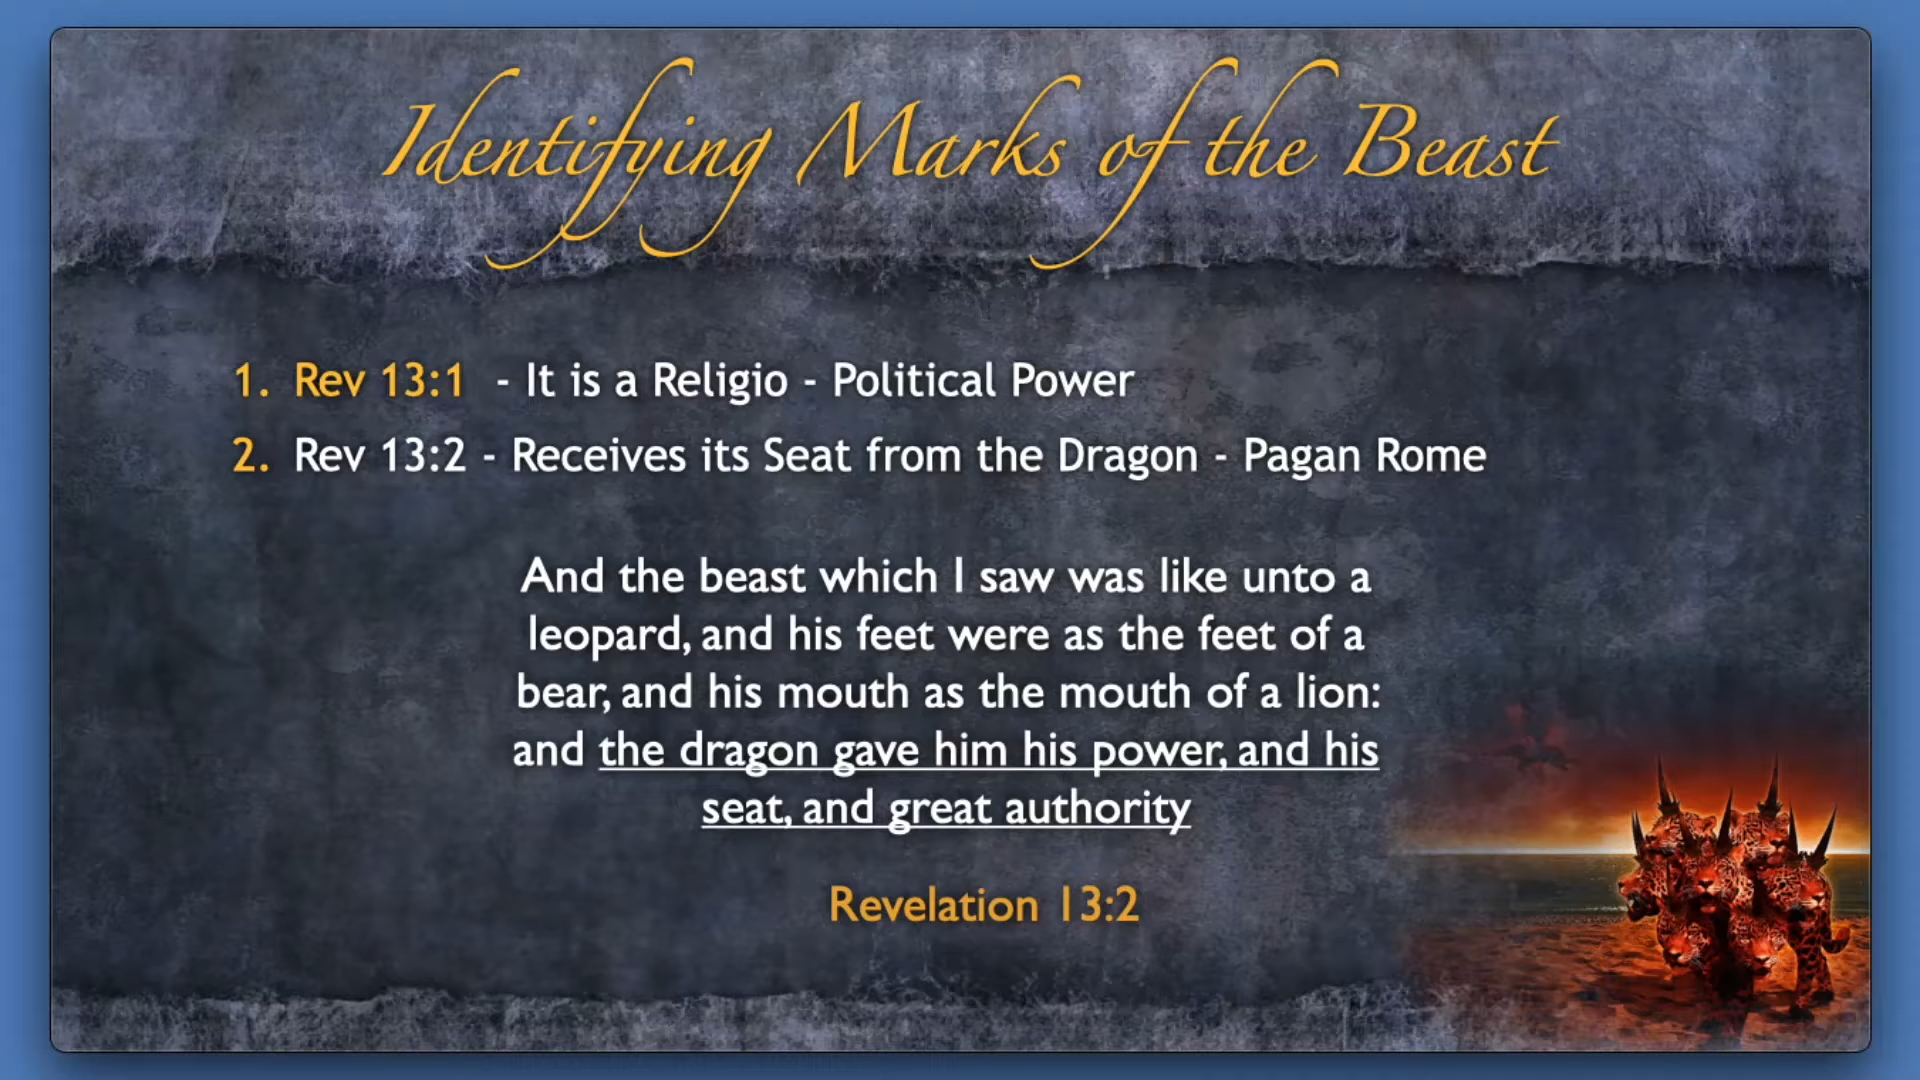 Identifying Marks of the Beast
1. Rev 13:1 - It is a Religio - Political Power
2. Rev 13:2 - Receives its Seat from the Dragon - Pagan Rome
And the beast which I saw was like unto a
leopard, and his feet were as the feet of a
bear, and his mouth as the mouth of a lion:
and the dragon gave him his power, and his
seat, and great authority
Revelation 13:2